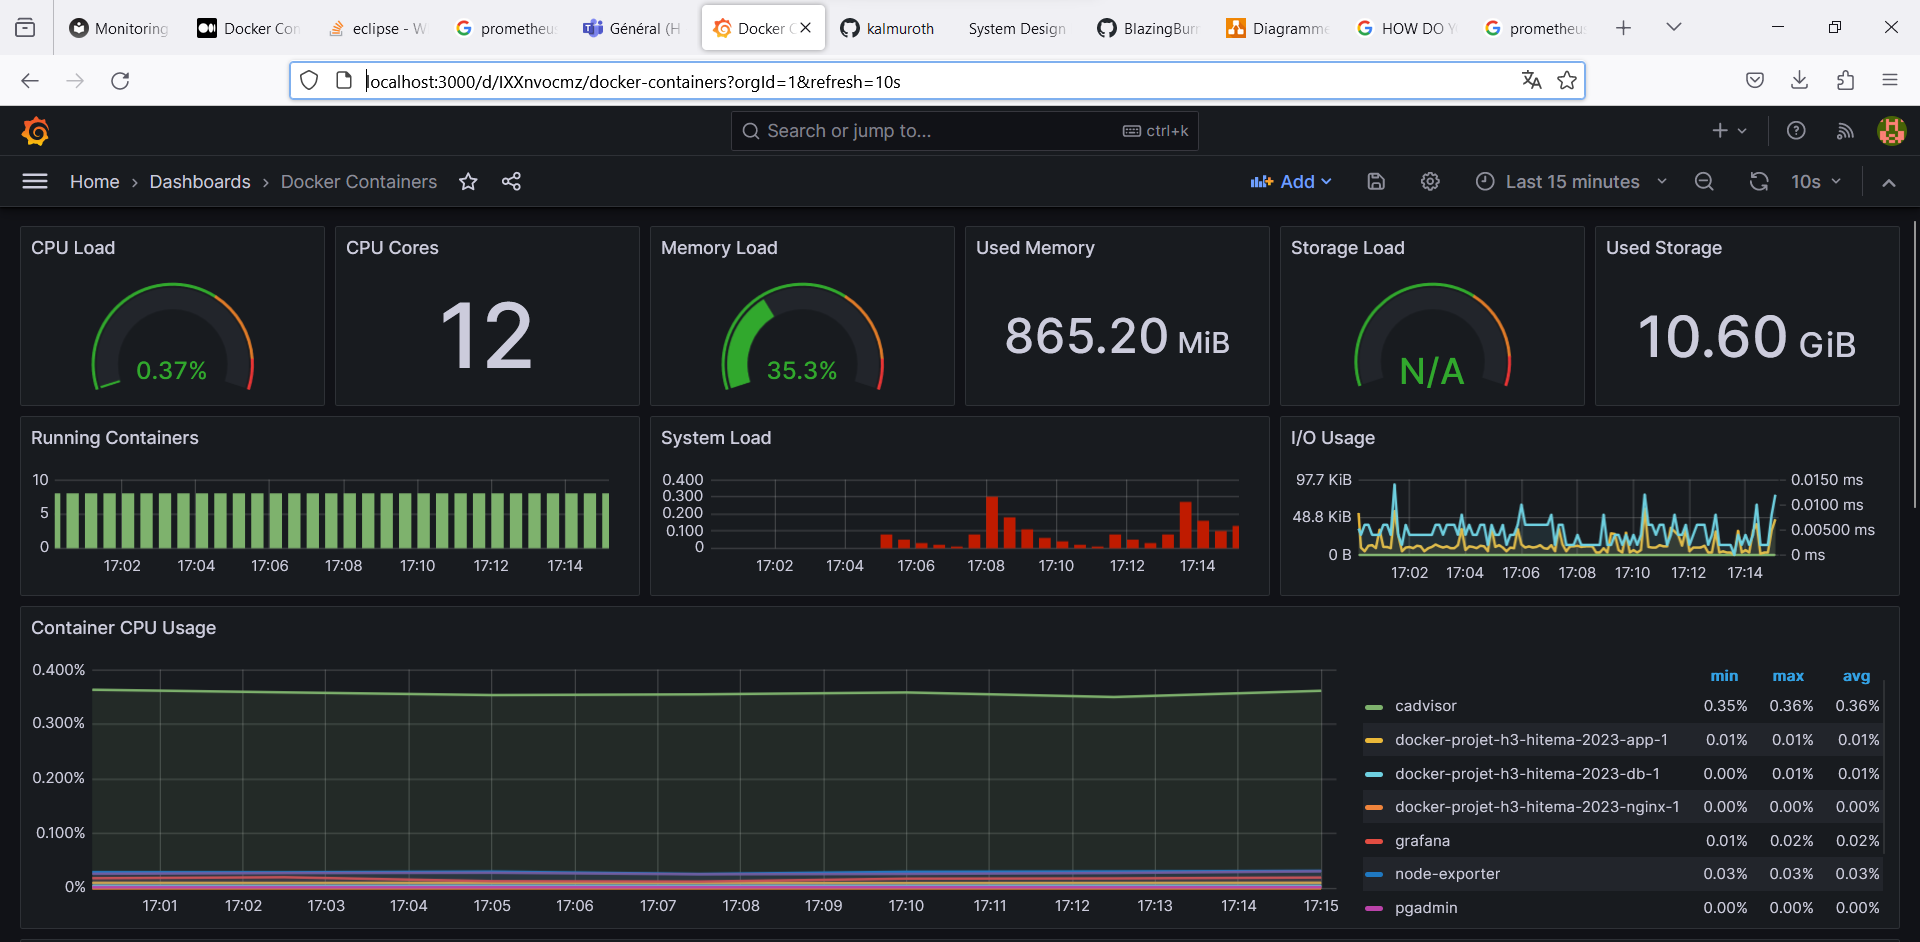 Monitoring
Docker Con
eclipse - W
prometheus
Général (H
Docker C
kalmuroth
System Design
BlazingBurn
Diagramme
HOW DO Y
prometheus
localhost:3000/d/IXXnvocmz/docker-containers?orgId=1&refresh=10s
Search or jump to...
ctrl+k
Home › Dashboards › Docker Containers
Add
Last 15 minutes
10s
CPU Load
0.37%
CPU Cores
12
Memory Load
35.3%
Used Memory
865.20 MiB
Storage Load
N/A
Used Storage
10.60 GiB
Running Containers
10
5
0
17:02 17:04 17:06 17:08 17:10 17:12 17:14
System Load
0.400
0.300
0.200
0.100
0
17:02 17:04 17:06 17:08 17:10 17:12 17:14
I/O Usage
97.7 KiB
48.8 KiB
0 B
0.0150 ms
0.0100 ms
0.00500 ms
0 ms
17:02 17:04 17:06 17:08 17:10 17:12 17:14
Container CPU Usage
0.400%
0.300%
0.200%
0.100%
0%
17:01 17:02 17:03 17:04 17:05 17:06 17:07 17:08 17:09 17:10 17:11 17:12 17:13 17:14 17:15
min max avg
cadvisor 0.35% 0.36% 0.36%
docker-projet-h3-hitema-2023-app-1 0.01% 0.01% 0.01%
docker-projet-h3-hitema-2023-db-1 0.00% 0.01% 0.01%
docker-projet-h3-hitema-2023-nginx-1 0.00% 0.00% 0.00%
grafana 0.01% 0.02% 0.02%
node-exporter 0.03% 0.03% 0.03%
pgadmin 0.00% 0.00% 0.00%